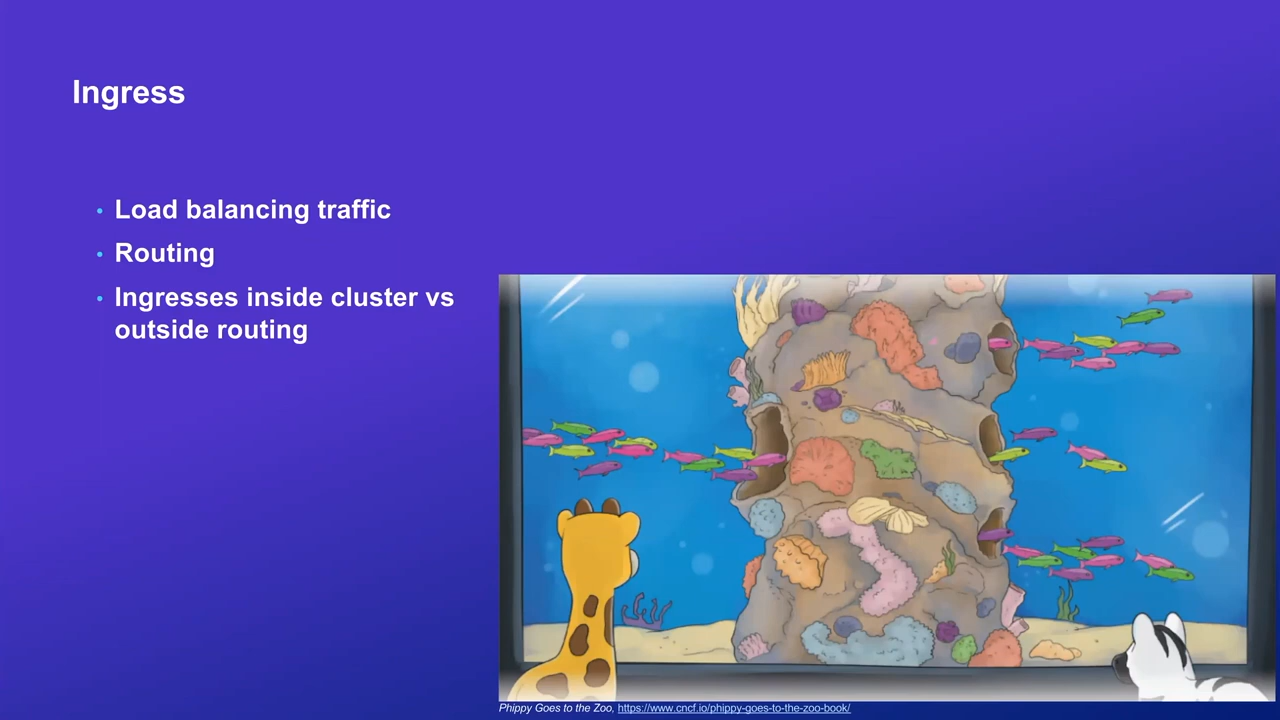 Ingress
• Load balancing traffic
• Routing
• Ingresses inside cluster vs
outside routing
Phippy Goes to the Zoo, https://www.cncf.io/phippy-goes-to-the-zoo-book/